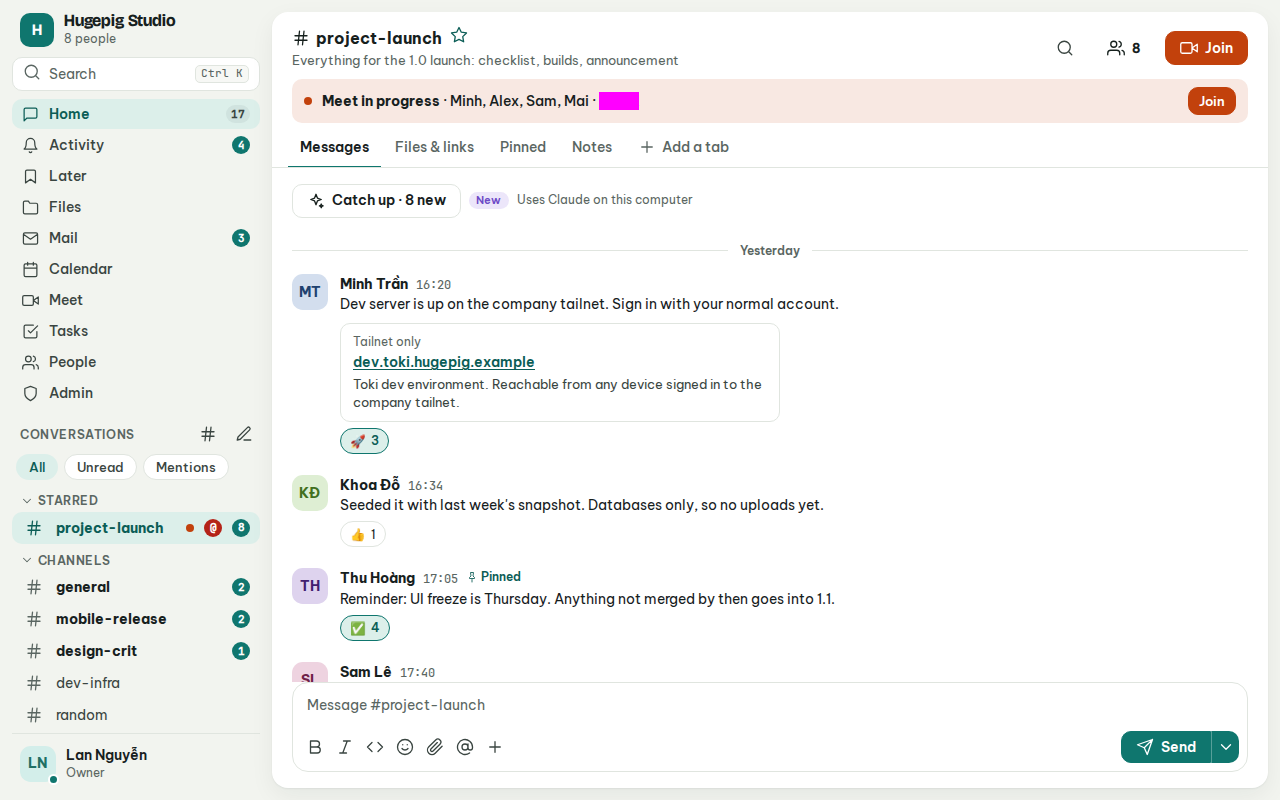 H
Hugepig Studio
8 people
Search
Ctrl K
Home
17
Activity
4
Later
Files
Mail
3
Calendar
Meet
Tasks
People
Admin
CONVERSATIONS
All
Unread
Mentions
STARRED
project-launch
@
8
CHANNELS
general
2
mobile-release
2
design-crit
1
dev-infra
random
LN
Lan Nguyễn
Owner
# project-launch
Everything for the 1.0 launch: checklist, builds, announcement
8
Join
Meet in progress · Minh, Alex, Sam, Mai ·
Join
Messages
Files & links
Pinned
Notes
Add a tab
Catch up · 8 new
New
Uses Claude on this computer
Yesterday
MT
Minh Trần 16:20
Dev server is up on the company tailnet. Sign in with your normal account.
Tailnet only
dev.toki.hugepig.example
Toki dev environment. Reachable from any device signed in to the
company tailnet.
🚀 3
KĐ
Khoa Đỗ 16:34
Seeded it with last week's snapshot. Databases only, so no uploads yet.
👍 1
TH
Thu Hoàng 17:05 Pinned
Reminder: UI freeze is Thursday. Anything not merged by then goes into 1.1.
✅ 4
SL
Sam Lê 17:40
Message #project-launch
Send